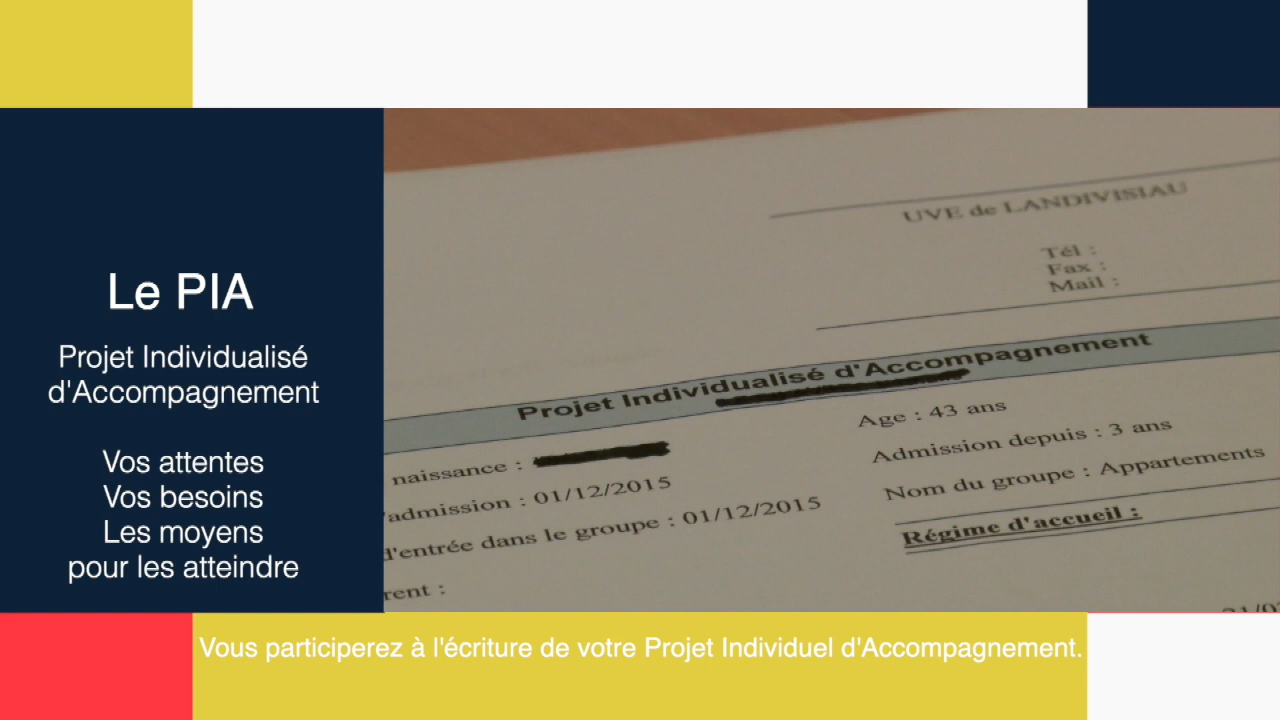 Le PIA
Projet Individualisé
d'Accompagnement
Vos attentes
Vos besoins
Les moyens
pour les atteindre
UVE de LANDIVISIAU
Tél :
Fax :
Mail :
Projet Individualisé d'Accompagnement
naissance :
Age : 43 ans
'admission : 01/12/2015
Admission depuis : 3 ans
d'entrée dans le groupe : 01/12/2015
Nom du groupe : Appartements
rent :
Régime d'accueil :
Vous participerez à l'écriture de votre Projet Individuel d'Accompagnement.